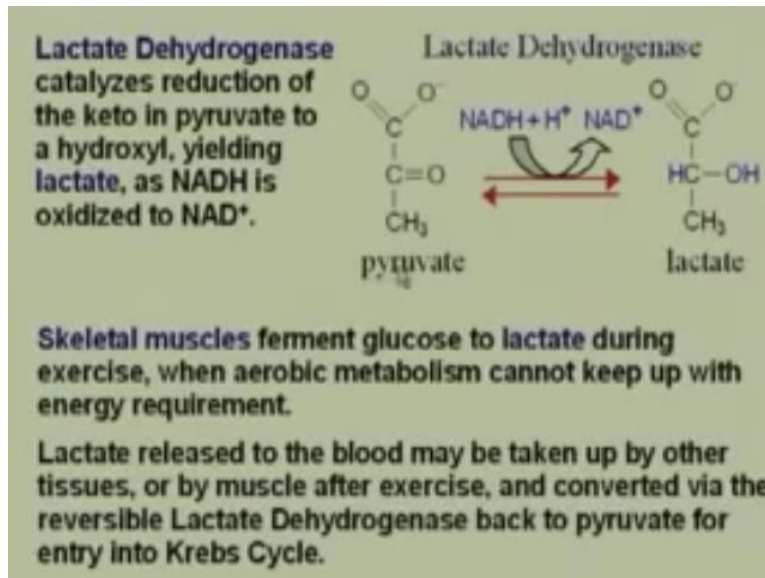 Lactate Dehydrogenase
catalyzes reduction of
the keto in pyruvate to
a hydroxyl, yielding
lactate, as NADH is
oxidized to NAD⁺.
Lactate Dehydrogenase
O O⁻
C
C=O
CH₃
pyruvate
NADH + H⁺ NAD⁺
O O⁻
C
HC–OH
CH₃
lactate
Skeletal muscles ferment glucose to lactate during
exercise, when aerobic metabolism cannot keep up with
energy requirement.
Lactate released to the blood may be taken up by other
tissues, or by muscle after exercise, and converted via the
reversible Lactate Dehydrogenase back to pyruvate for
entry into Krebs Cycle.